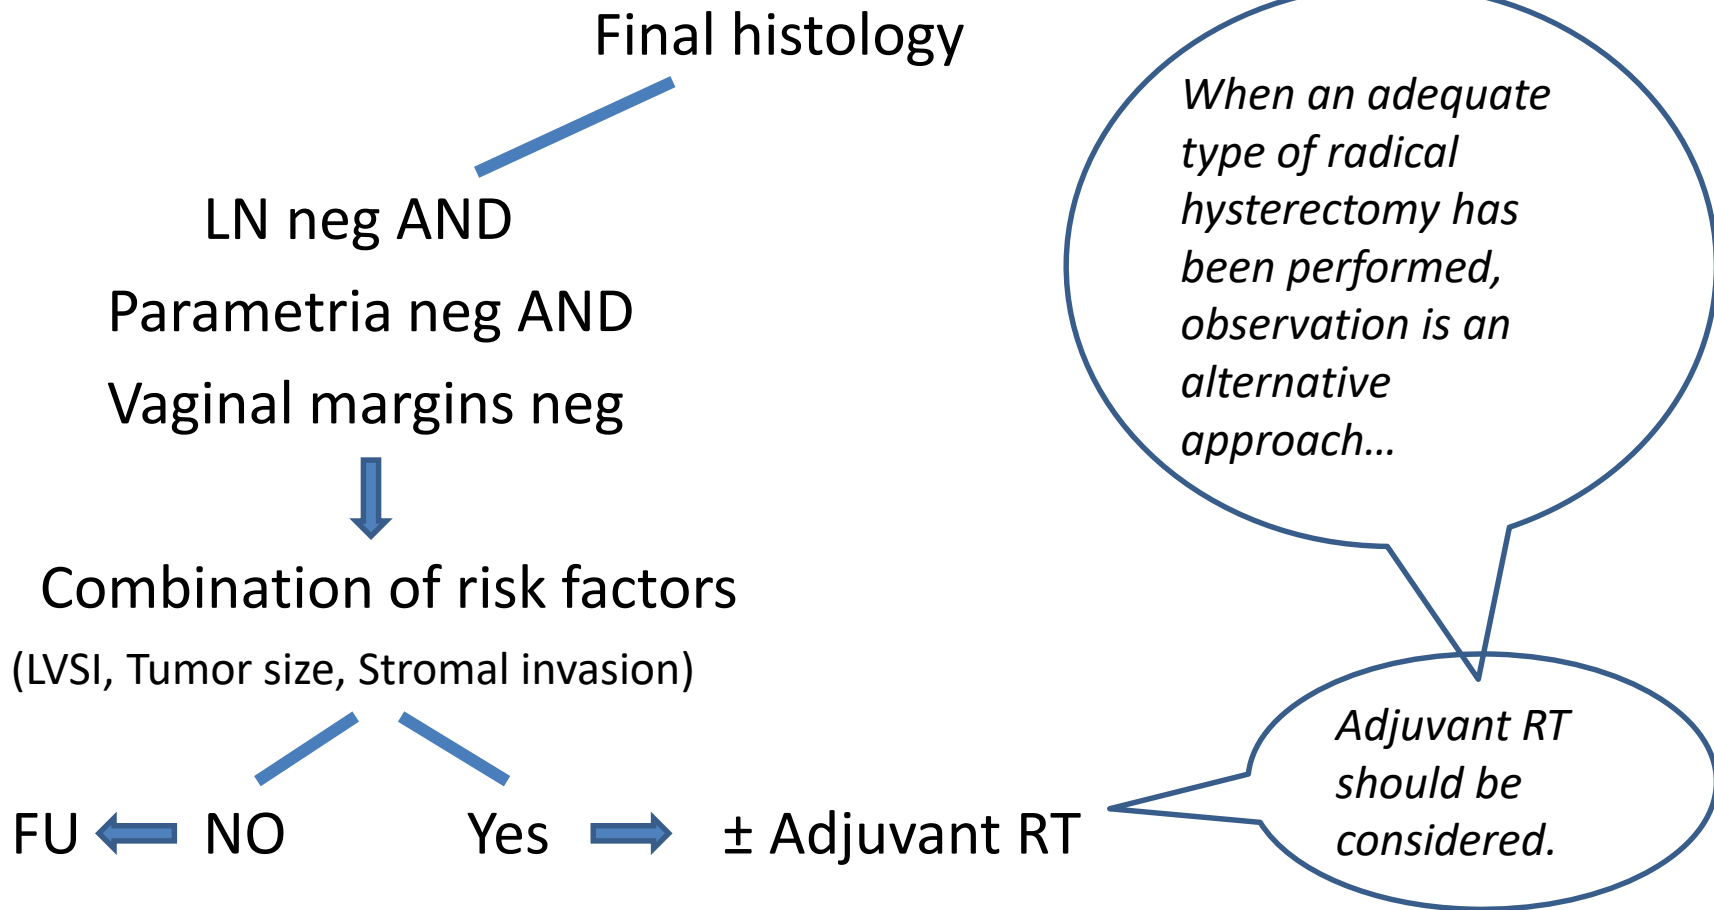 Final histology
LN neg AND
Parametria neg AND
Vaginal margins neg
Combination of risk factors
(LVSI, Tumor size, Stromal invasion)
FU NO Yes ± Adjuvant RT
When an adequate
type of radical
hysterectomy has
been performed,
observation is an
alternative
approach…
Adjuvant RT
should be
considered.